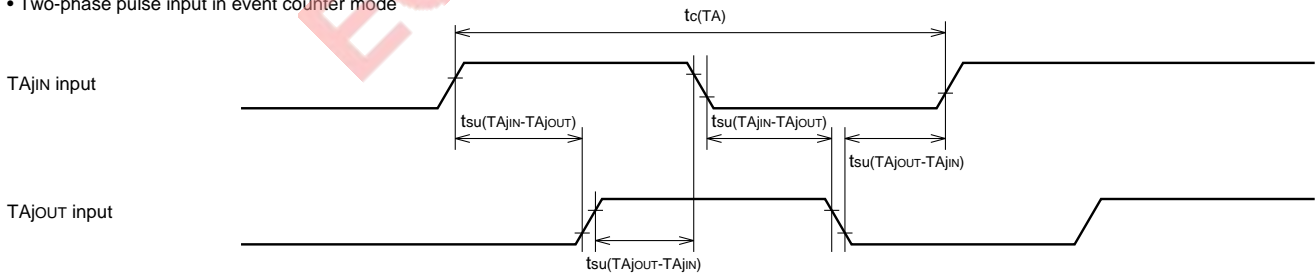 • Two-phase pulse input in event counter mode
tc(TA)
TAjIN input
tsu(TAjIN-TAjOUT)
tsu(TAjIN-TAjOUT)
tsu(TAjOUT-TAjIN)
TAjOUT input
tsu(TAjOUT-TAjIN)